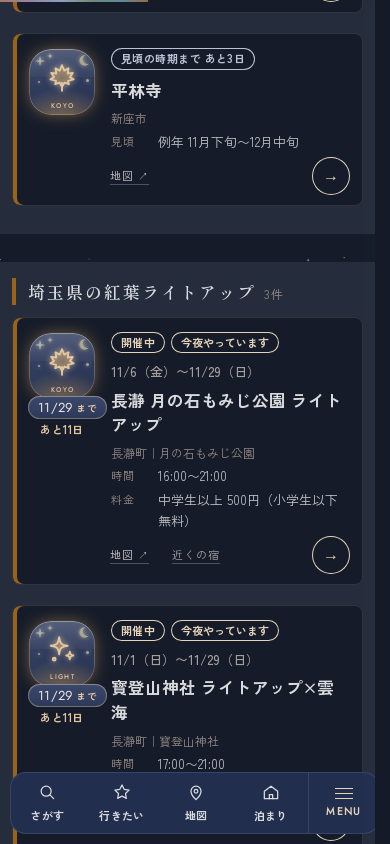 見頃の時期まで あと3日
KOYO
平林寺
新座市
見頃 例年 11月下旬〜12月中旬
地図 ↗
→
埼玉県の紅葉ライトアップ 3件
開催中 今夜やっています
11/6（金）〜11/29（日）
KOYO
11/29 まで
あと11日
長瀞 月の石もみじ公園 ライト
アップ
長瀞町｜月の石もみじ公園
時間 16:00〜21:00
料金 中学生以上 500円（小学生以下
無料）
地図 ↗ 近くの宿
→
開催中 今夜やっています
11/1（日）〜11/29（日）
LIGHT
11/29 まで
あと11日
寳登山神社 ライトアップ×雲
海
長瀞町｜寳登山神社
時間 17:00〜21:00
さがす 行きたい 地図 泊まり MENU